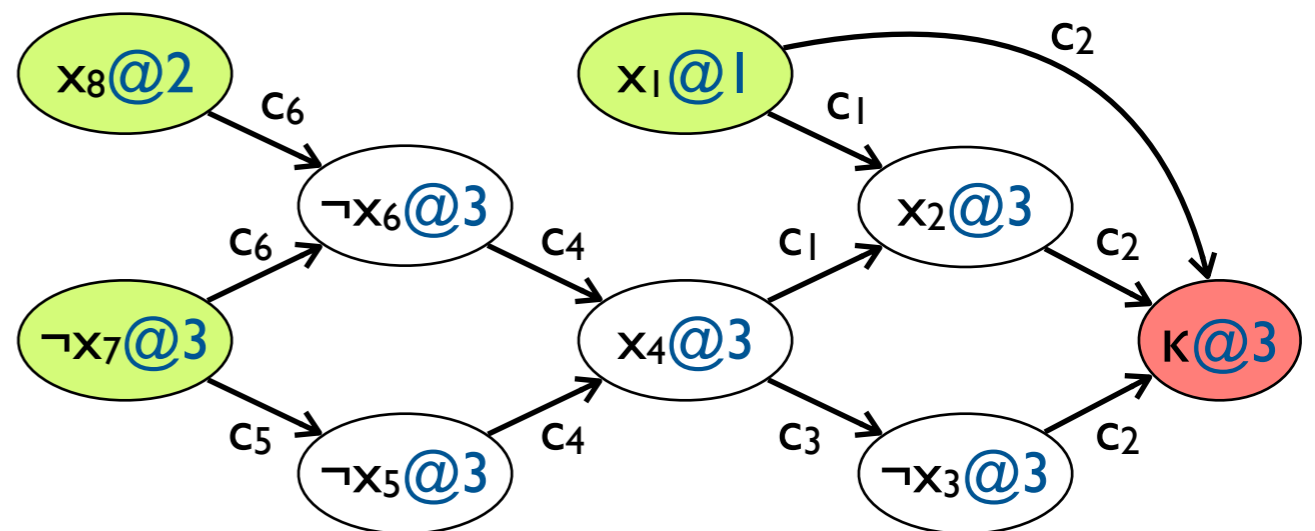 x₈@2
x₁@1
c₂
c₆
c₁
¬x₆@3
x₂@3
c₆
c₄
c₁
c₂
¬x₇@3
x₄@3
κ@3
c₅
c₄
c₃
c₂
¬x₅@3
¬x₃@3